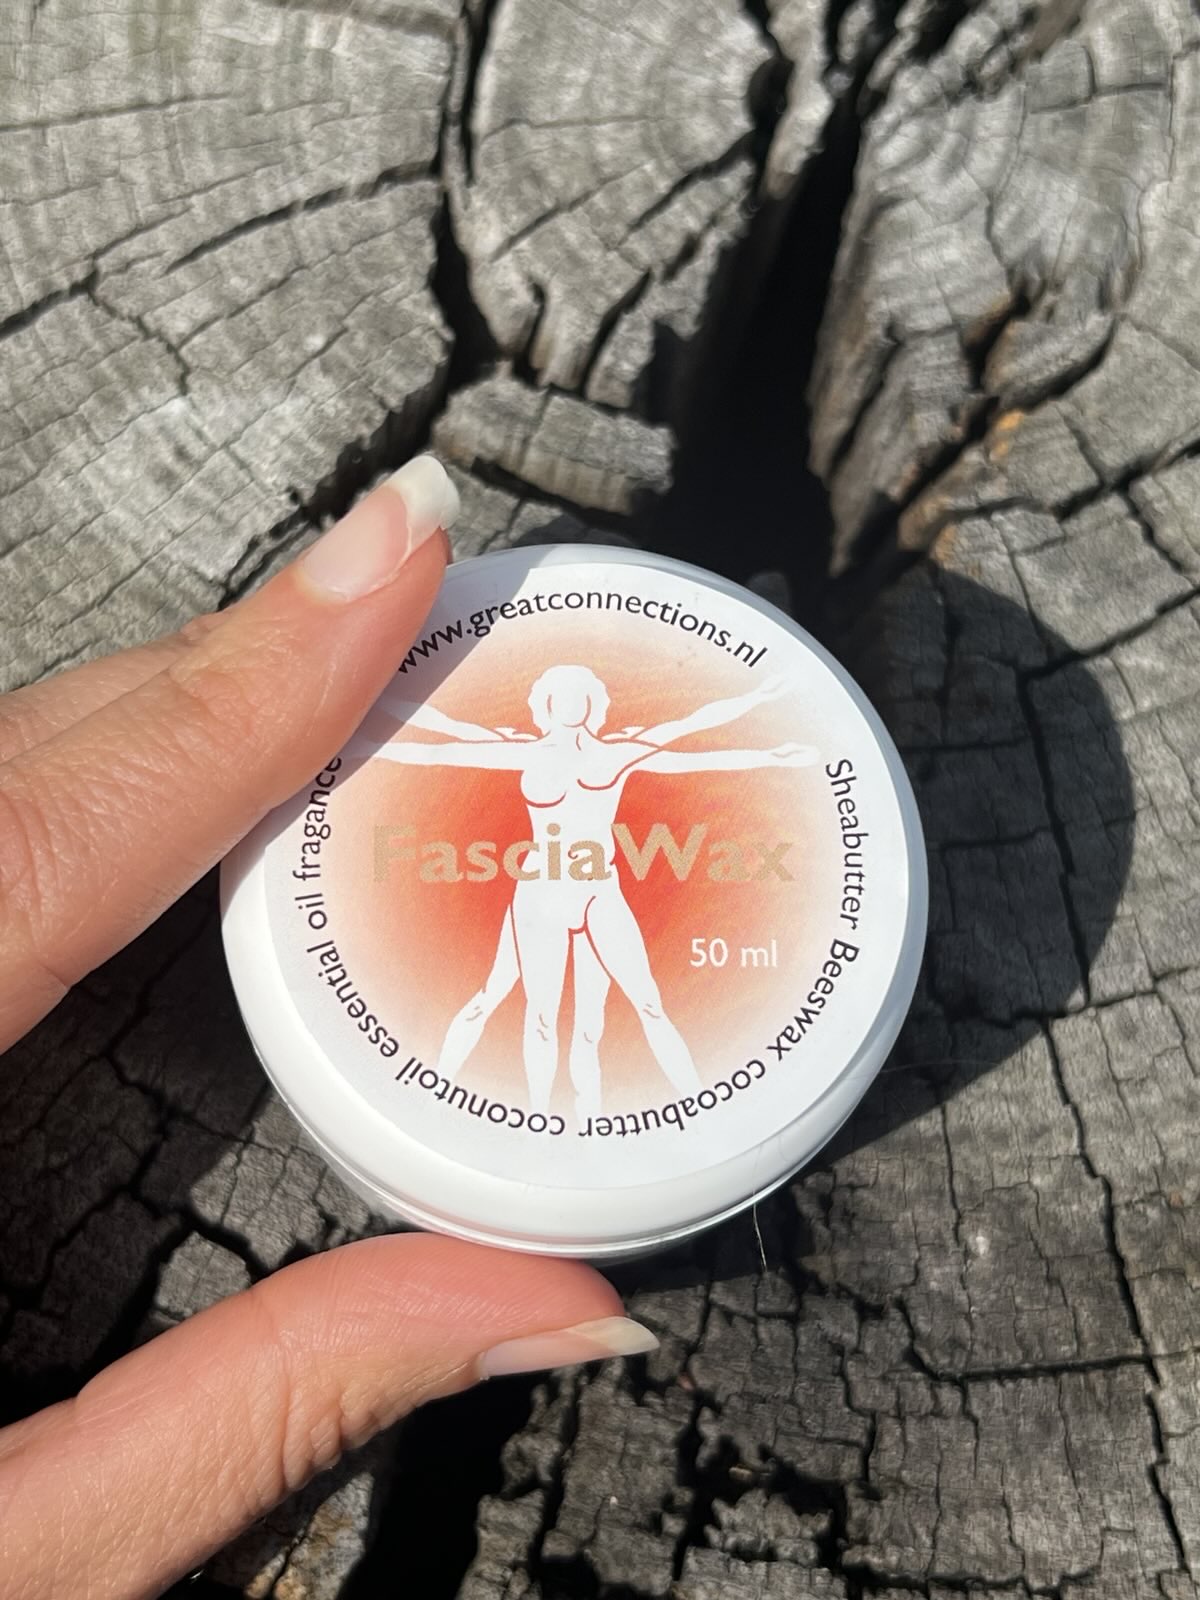 www.greatconnections.nl
FasciaWax
50 ml
Sheabutter Beeswax cocoabutter coconutoil essential oil fragance